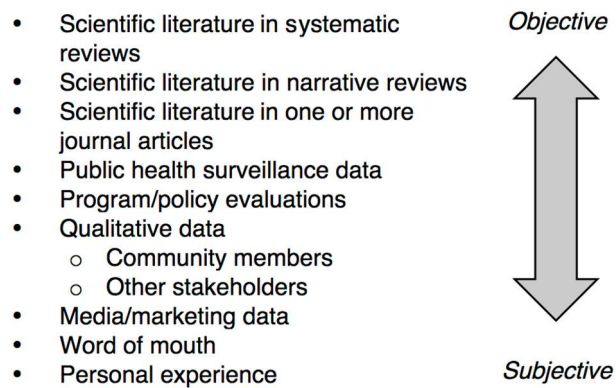 • Scientific literature in systematic
reviews
• Scientific literature in narrative reviews
• Scientific literature in one or more
journal articles
• Public health surveillance data
• Program/policy evaluations
• Qualitative data
o Community members
o Other stakeholders
• Media/marketing data
• Word of mouth
• Personal experience
Objective
Subjective